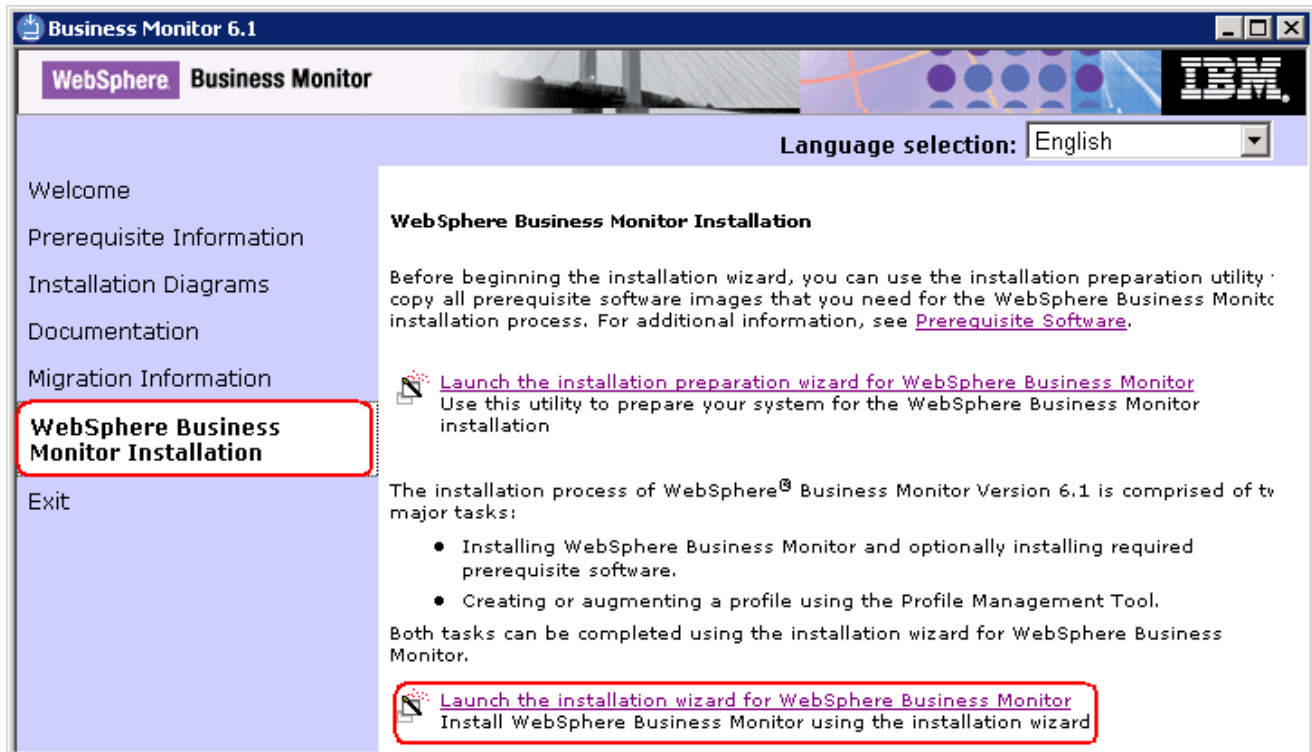 Business Monitor 6.1
WebSphere. Business Monitor
IBM.
Language selection: English
Welcome
Prerequisite Information
Installation Diagrams
Documentation
Migration Information
WebSphere Business
Monitor Installation
Exit
WebSphere Business Monitor Installation
Before beginning the installation wizard, you can use the installation preparation utility
copy all prerequisite software images that you need for the WebSphere Business
installation process. For additional information, see Prerequisite Software.
Launch the installation preparation wizard for WebSphere Business Monitor
Use this utility to prepare your system for the WebSphere Business Monitor
installation
The installation process of WebSphere® Business Monitor Version 6.1 is comprised of
major tasks:
• Installing WebSphere Business Monitor and optionally installing required
prerequisite software.
• Creating or augmenting a profile using the Profile Management Tool.
Both tasks can be completed using the installation wizard for WebSphere Business
Monitor.
Launch the installation wizard for WebSphere Business Monitor
Install WebSphere Business Monitor using the installation wizard